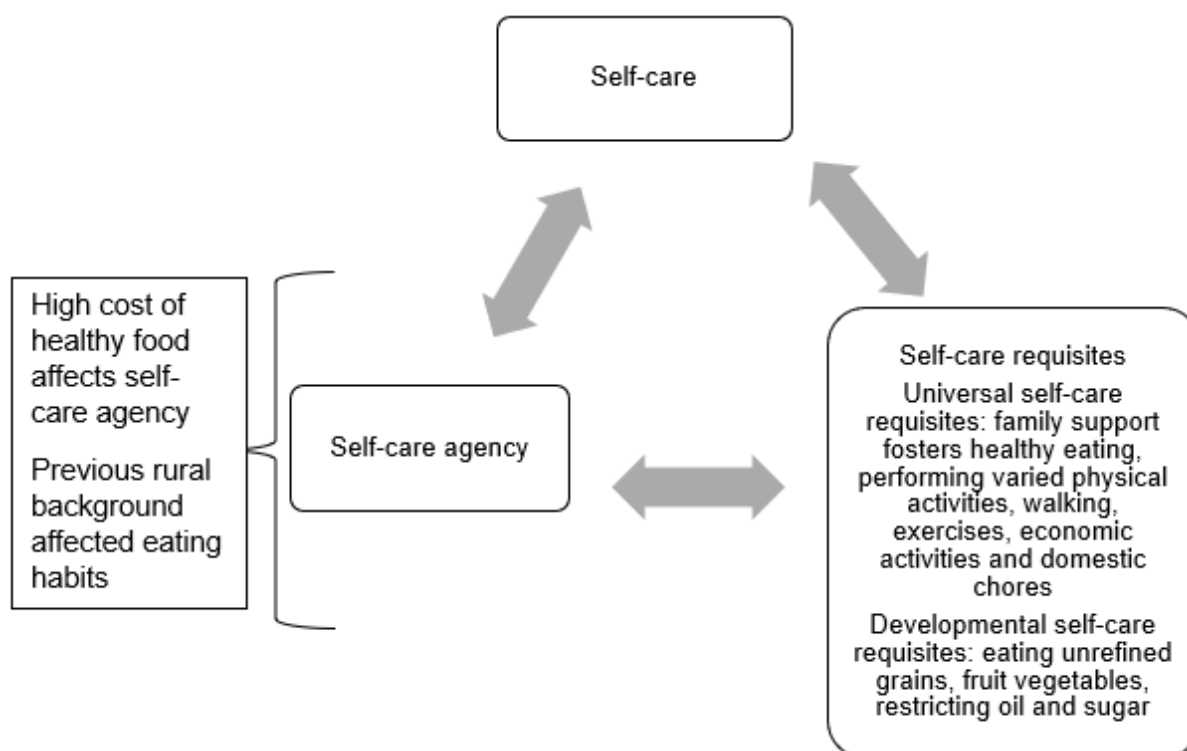 Self-care
High cost of
healthy food
affects self-
care agency
Previous rural
background
affected eating
habits
Self-care agency
Self-care requisites
Universal self-care
requisites: family support
fosters healthy eating,
performing varied physical
activities, walking,
exercises, economic
activities and domestic
chores
Developmental self-care
requisites: eating unrefined
grains, fruit vegetables,
restricting oil and sugar